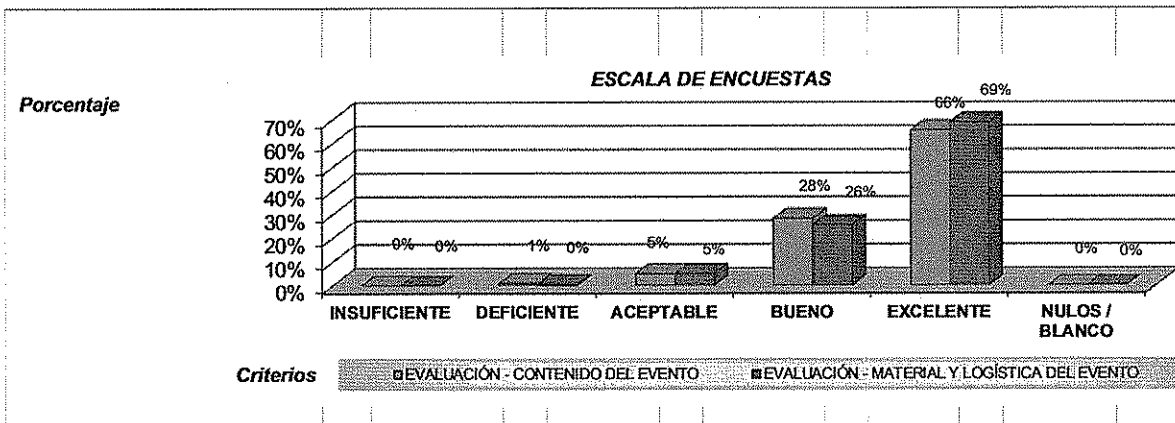 ESCALA DE ENCUESTAS
Porcentaje
66% 69%
70%
60%
50%
28% 26%
40%
30%
20%
0% 0% 1% 0% 5% 5% 0% 0%
10%
0%
INSUFICIENTE DEFICIENTE ACEPTABLE BUENO EXCELENTE NULOS /
BLANCO
Criterios EVALUACIÓN - CONTENIDO DEL EVENTO EVALUACIÓN - MATERIAL Y LOGÍSTICA DEL EVENTO